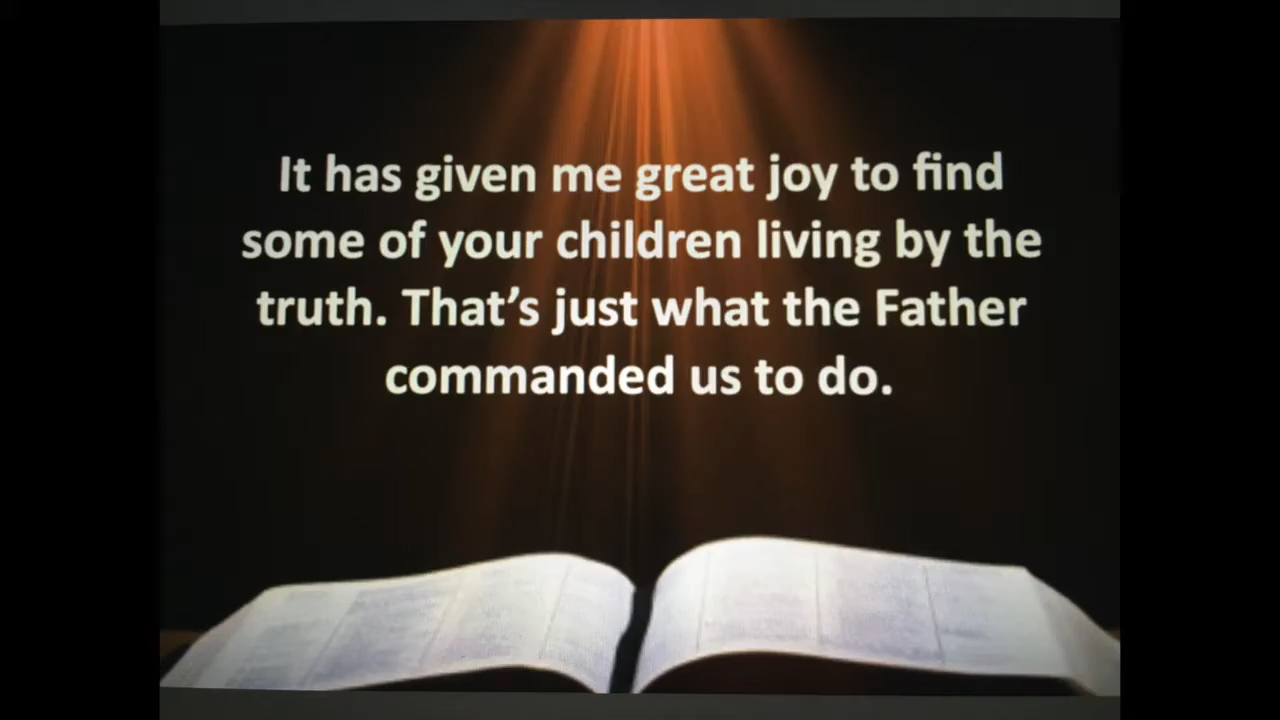 It has given me great joy to find
some of your children living by the
truth. That’s just what the Father
commanded us to do.